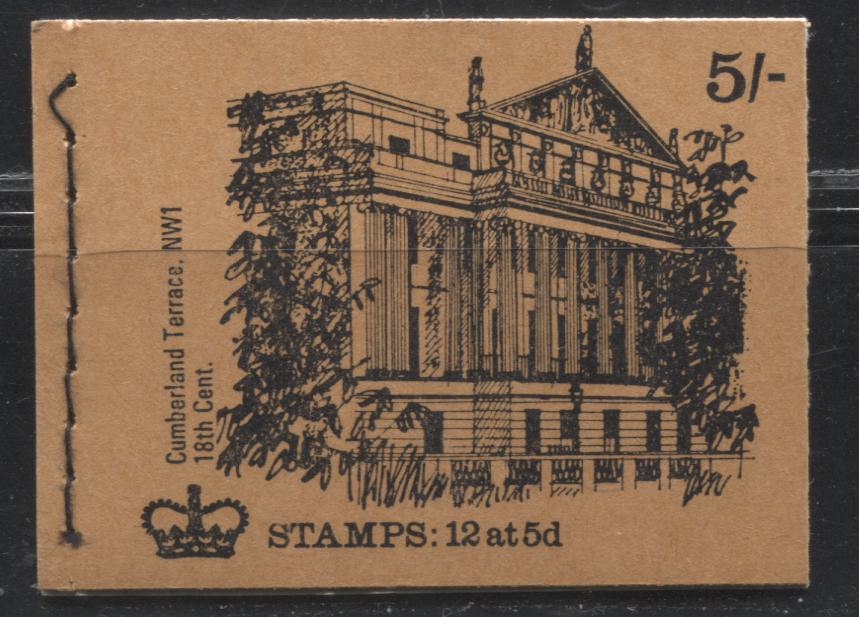 5/-
Cumberland Terrace, NW1
18th Cent.
STAMPS: 12 at 5d